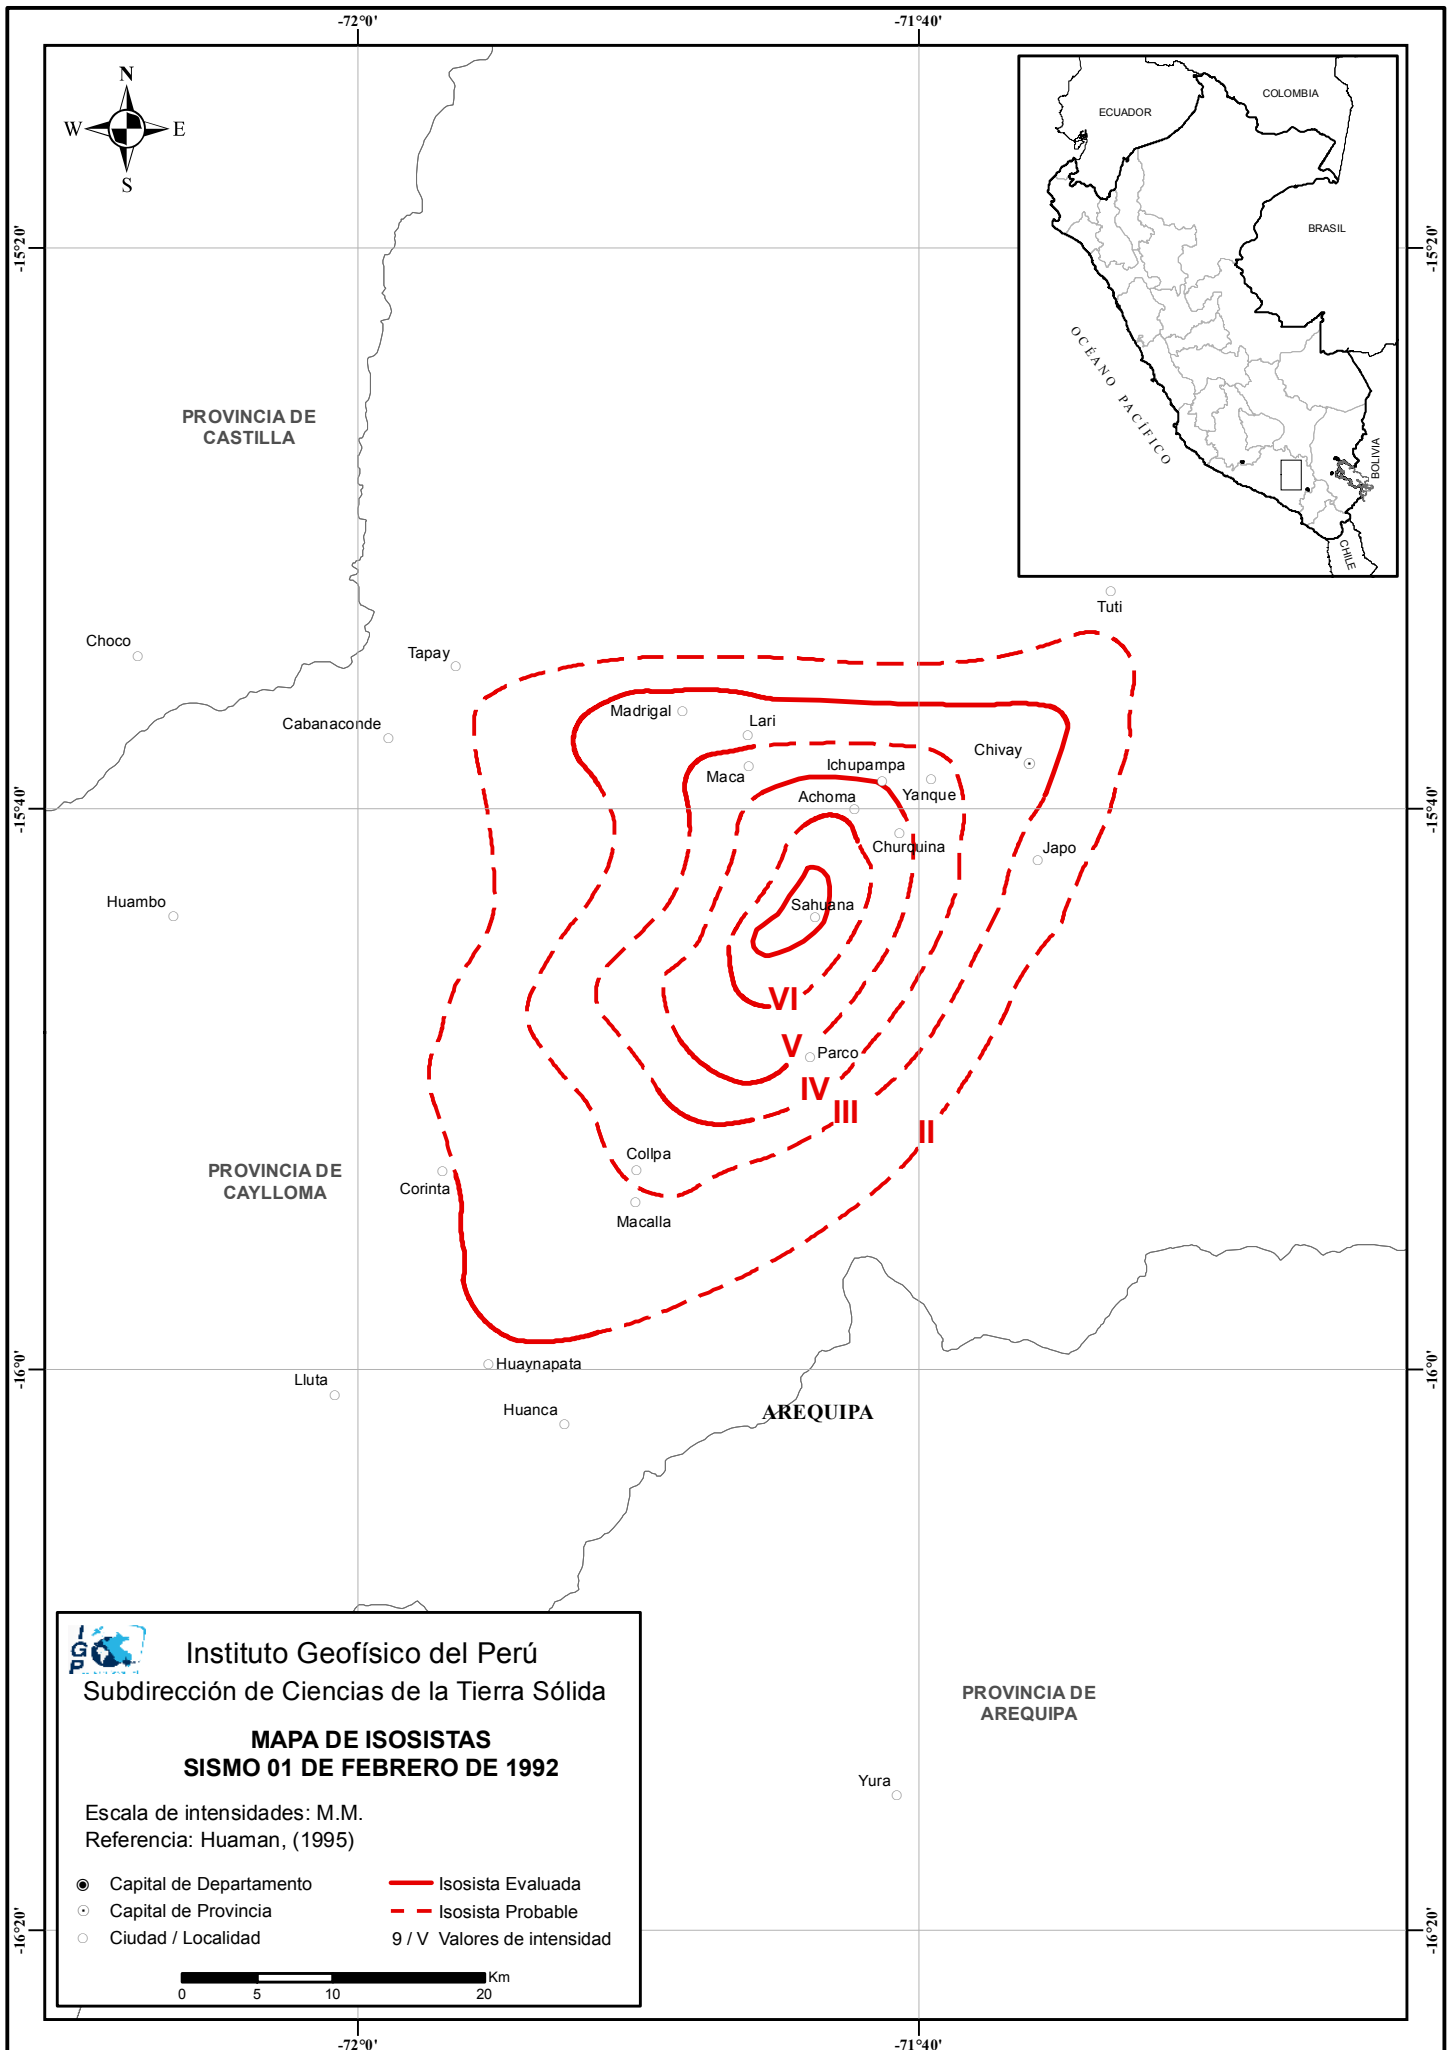 -72°0'
-71°40'
N
W
E
S
COLOMBIA
ECUADOR
BRASIL
OCÉANO PACÍFICO
BOLIVIA
CHILE
-15°20'
-15°20'
PROVINCIA DE
CASTILLA
Tuti
Choco
Tapay
Madrigal
Lari
Cabanaconde
Chivay
Ichupampa
Maca
Yanque
Achoma
-15°40'
-15°40'
Churquina
Japo
Huambo
Sahuana
VI
V
Parco
IV
III
II
Collpa
PROVINCIA DE
CAYLLOMA
Corinta
Macalla
Huaynapata
-16°0'
-16°0'
Lluta
Huanca
AREQUIPA
IGP
Instituto Geofísico del Perú
Subdirección de Ciencias de la Tierra Sólida
MAPA DE ISOSISTAS
SISMO 01 DE FEBRERO DE 1992
Escala de intensidades: M.M.
Referencia: Huaman, (1995)
Capital de Departamento
Isosista Evaluada
Capital de Provincia
Isosista Probable
Ciudad / Localidad
9 / V Valores de intensidad
Km
0 5 10 20
PROVINCIA DE
AREQUIPA
Yura
-16°20'
-16°20'
-72°0'
-71°40'